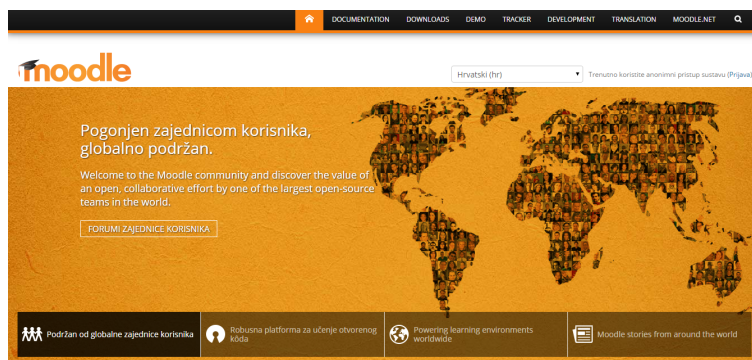 DOCUMENTATION DOWNLOADS DEMO TRACKER DEVELOPMENT TRANSLATION MOODLE.NET
moodle
Hrvatski (hr)
Trenutno koristite anonimni pristup sustavu (Prijava)
Pogonjen zajednicom korisnika,
globalno podržan.
Welcome to the Moodle community and discover the value of
an open, collaborative effort by one of the largest open-source
teams in the world.
FORUMI ZAJEDNICE KORISNIKA
Podržan od globalne zajednice korisnika
Robusna platforma za učenje otvorenog
kôda
Powering learning environments
worldwide
Moodle stories from around the world